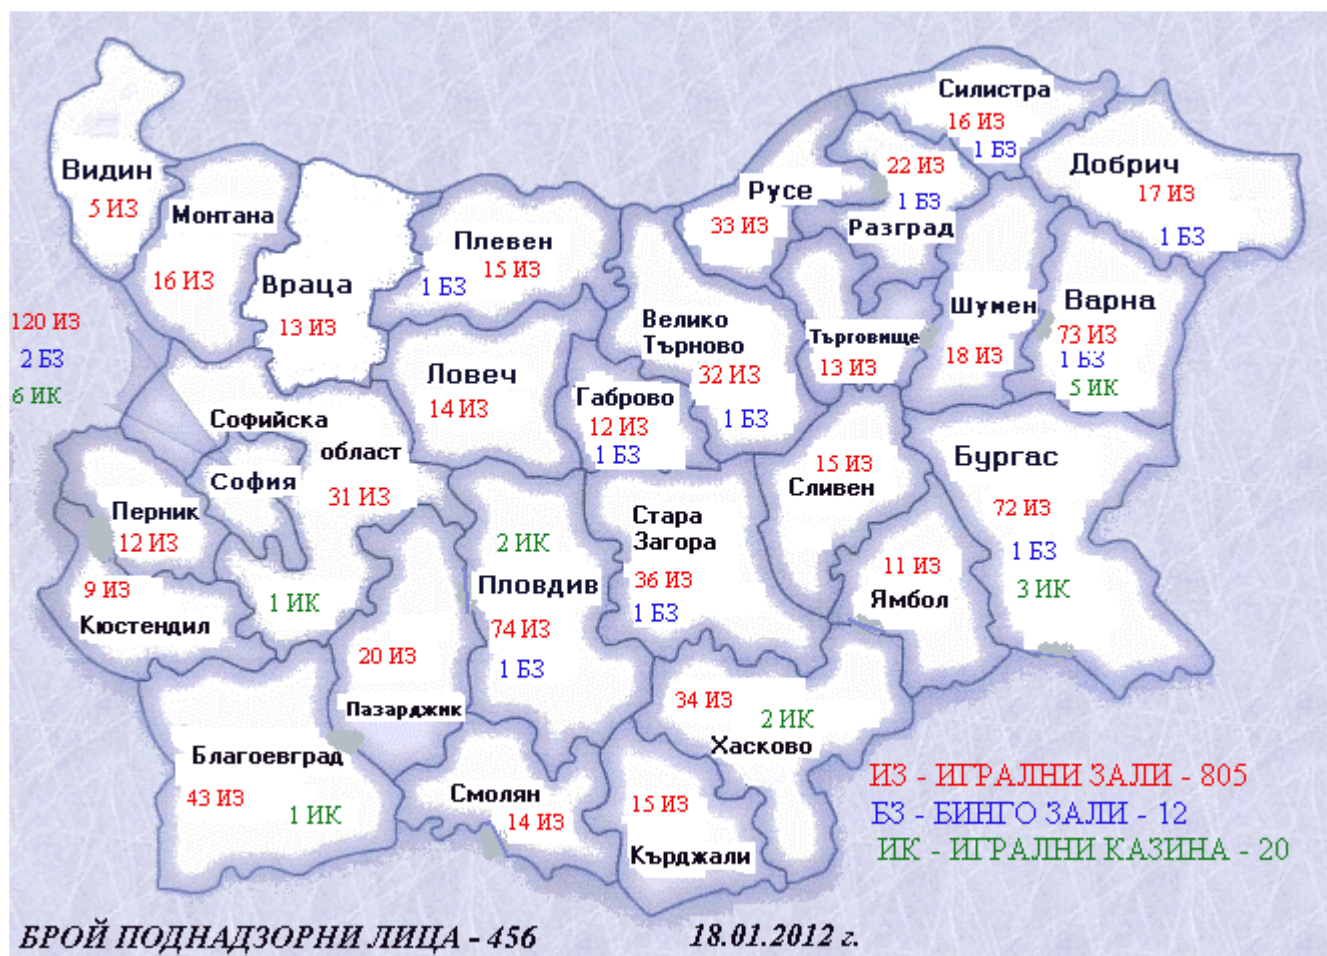 Силистра
16 ИЗ
1 БЗ
Добрич
17 ИЗ
1 БЗ
Видин
5 ИЗ
Монтана
16 ИЗ
Враца
13 ИЗ
Плевен
15 ИЗ
1 БЗ
Русе
33 ИЗ
22 ИЗ
1 БЗ
Разград
Шумен
18 ИЗ
Варна
73 ИЗ
1 БЗ
5 ИК
120 ИЗ
2 БЗ
6 ИК
Велико
Търново
32 ИЗ
1 БЗ
Търговище
13 ИЗ
Ловеч
14 ИЗ
Габрово
12 ИЗ
1 БЗ
Софийска
област
31 ИЗ
1 ИК
София
Перник
12 ИЗ
9 ИЗ
Кюстендил
2 ИК
Пловдив
74 ИЗ
1 БЗ
Стара
Загора
36 ИЗ
1 БЗ
15 ИЗ
Сливен
11 ИЗ
Ямбол
Бургас
72 ИЗ
1 БЗ
3 ИК
20 ИЗ
Пазарджик
Благоевград
43 ИЗ
1 ИК
Смолян
14 ИЗ
34 ИЗ
2 ИК
Хасково
15 ИЗ
Кърджали
ИЗ - ИГРАЛНИ ЗАЛИ - 805
БЗ - БИНГО ЗАЛИ - 12
ИК - ИГРАЛНИ КАЗИНА - 20
БРОЙ ПОДНАДЗОРНИ ЛИЦА - 456
18.01.2012 г.